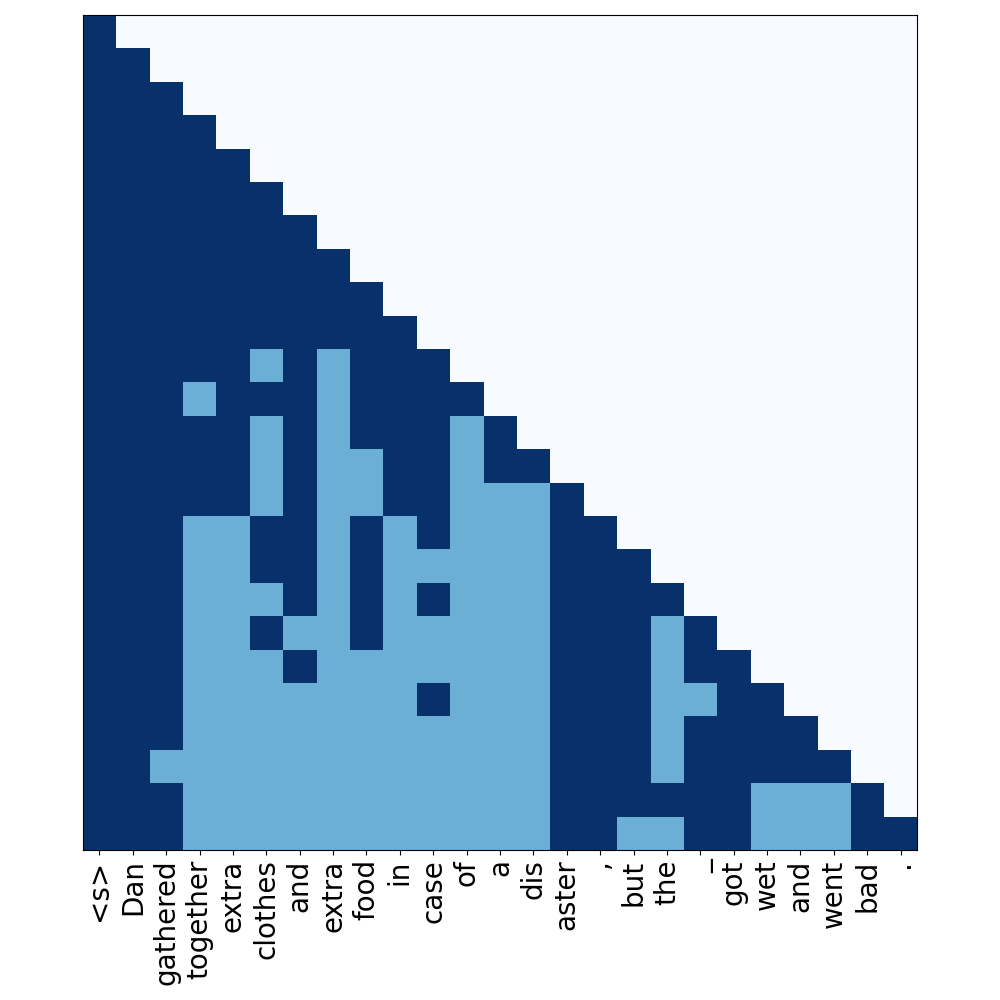 <s> Dan gathered together extra clothes and extra food in case of a dis aster , but the _ got wet and went bad .